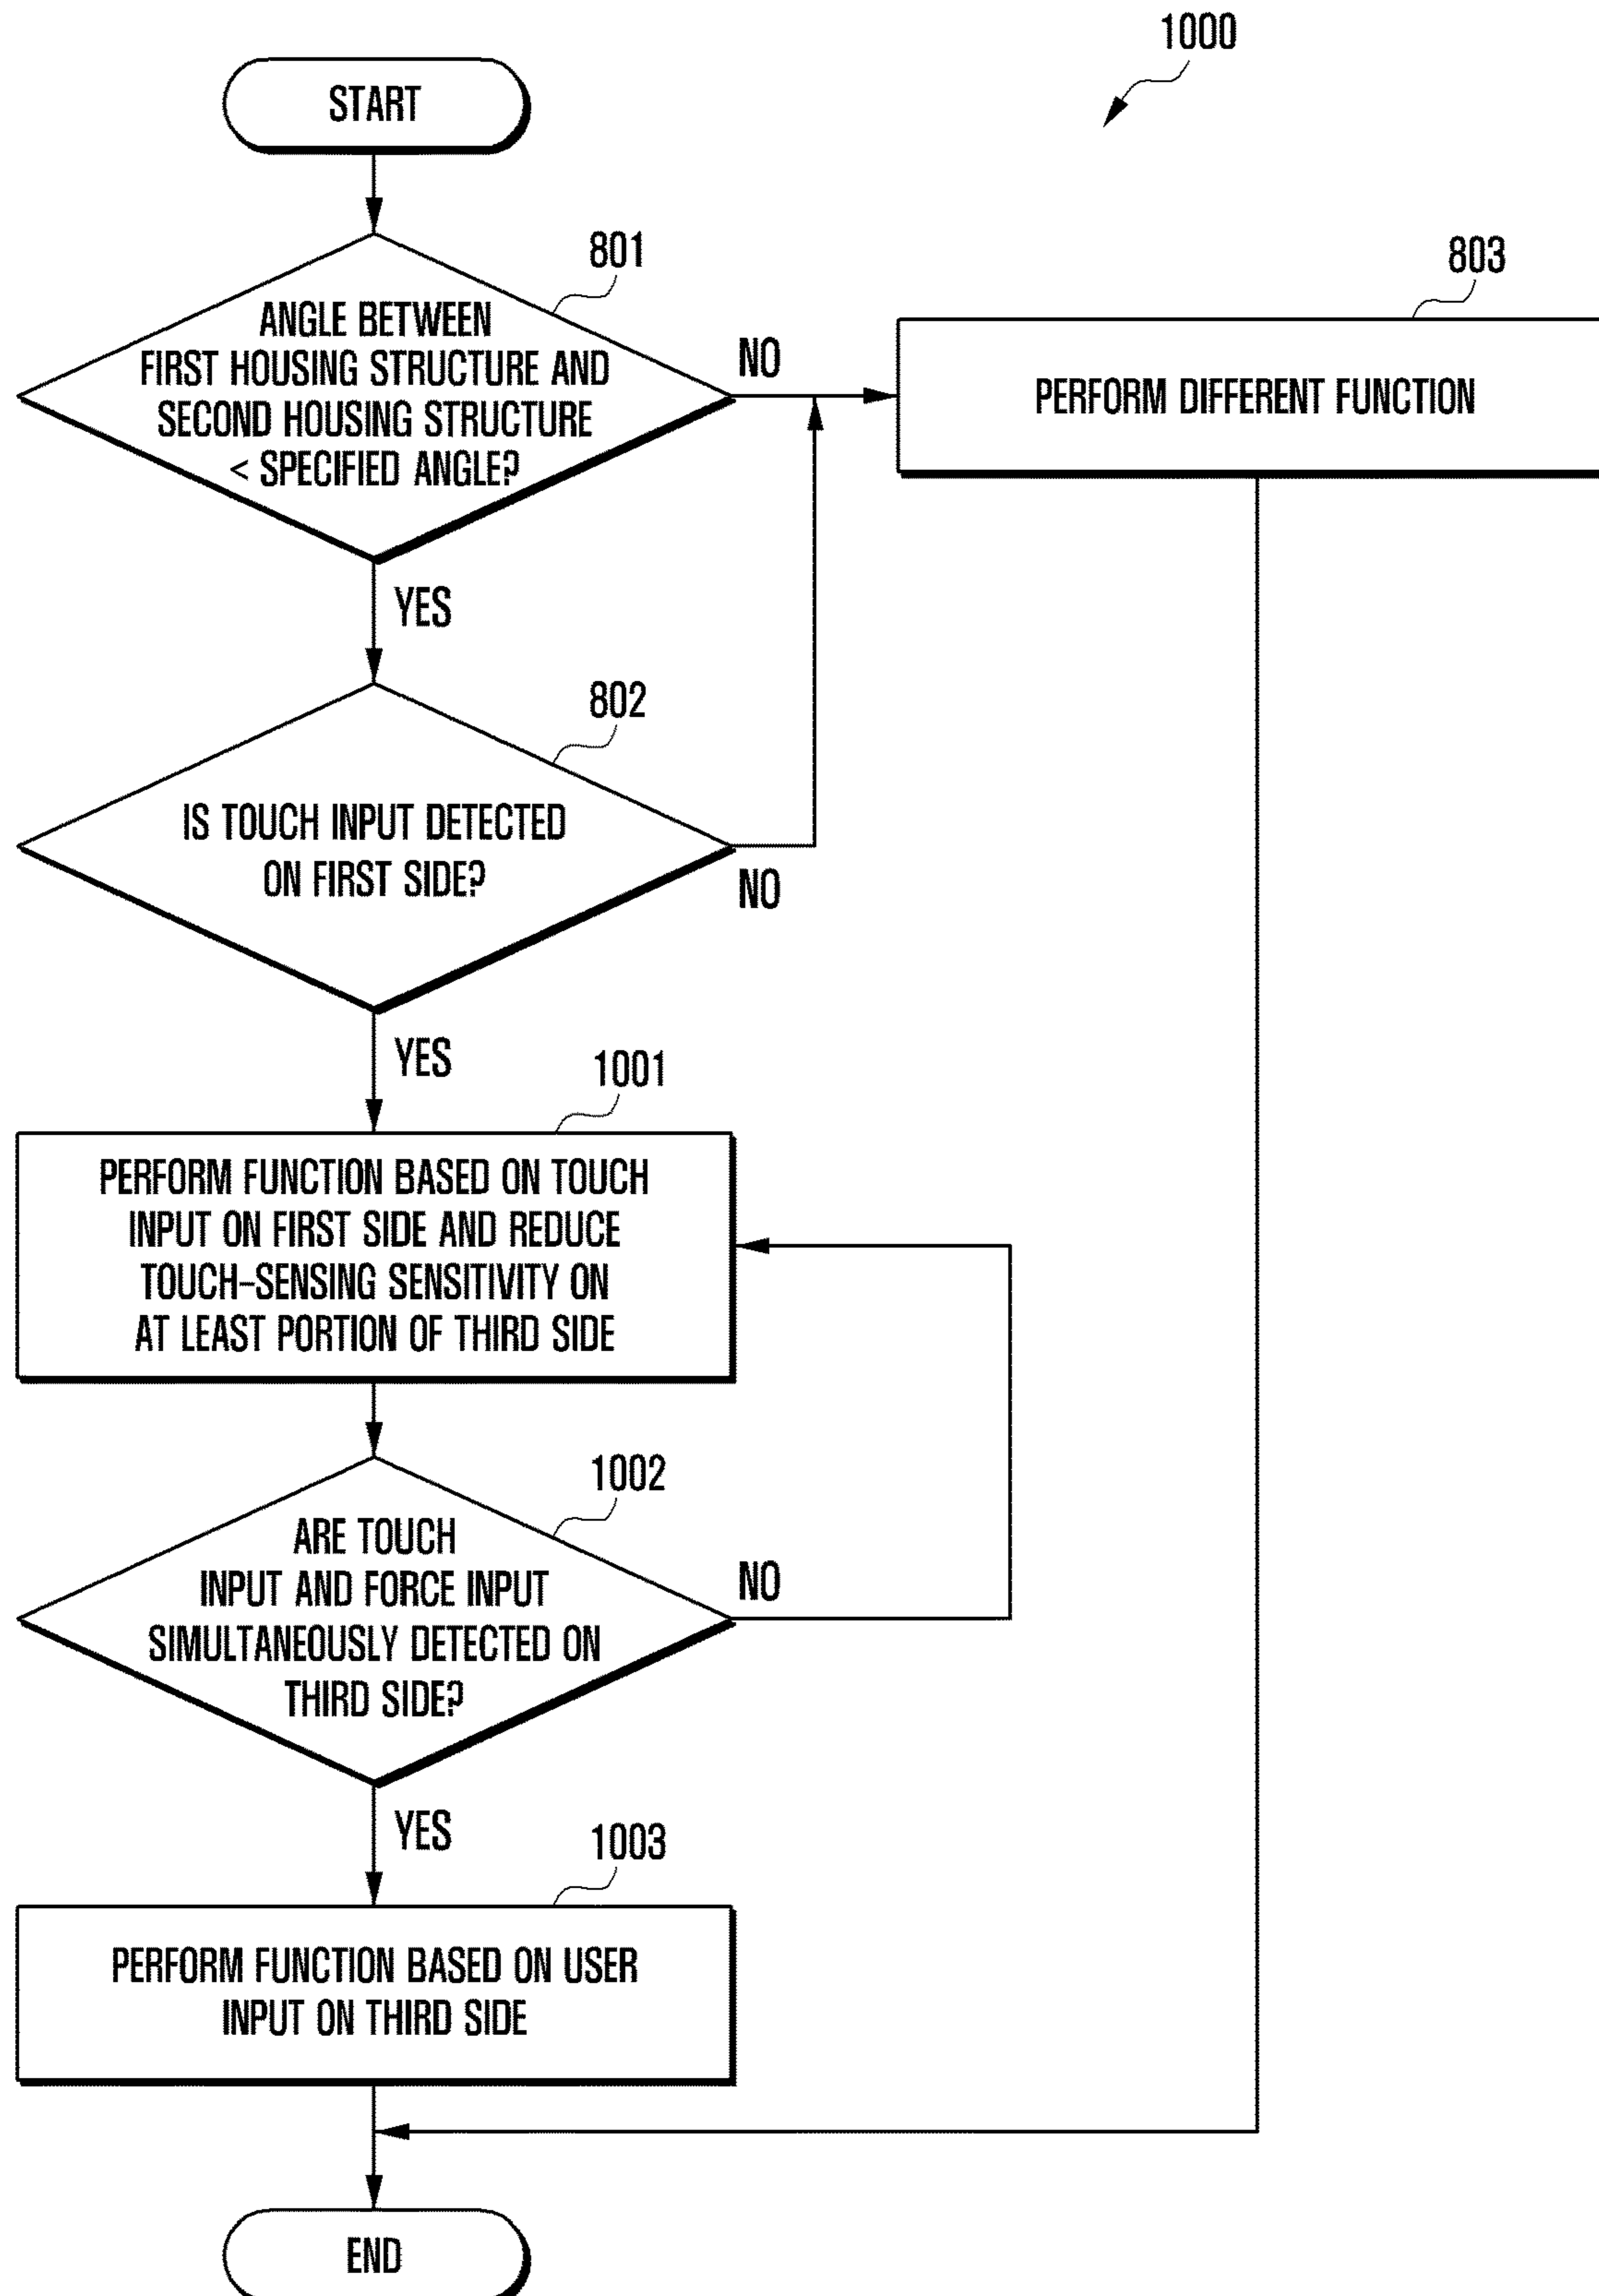 1000
START
801
803
ANGLE BETWEEN
FIRST HOUSING STRUCTURE AND
SECOND HOUSING STRUCTURE
< SPECIFIED ANGLE?
NO
PERFORM DIFFERENT FUNCTION
YES
802
IS TOUCH INPUT DETECTED
ON FIRST SIDE?
NO
YES
1001
PERFORM FUNCTION BASED ON TOUCH
INPUT ON FIRST SIDE AND REDUCE
TOUCH-SENSING SENSITIVITY ON
AT LEAST PORTION OF THIRD SIDE
1002
ARE TOUCH
INPUT AND FORCE INPUT
SIMULTANEOUSLY DETECTED ON
THIRD SIDE?
NO
YES
1003
PERFORM FUNCTION BASED ON USER
INPUT ON THIRD SIDE
END